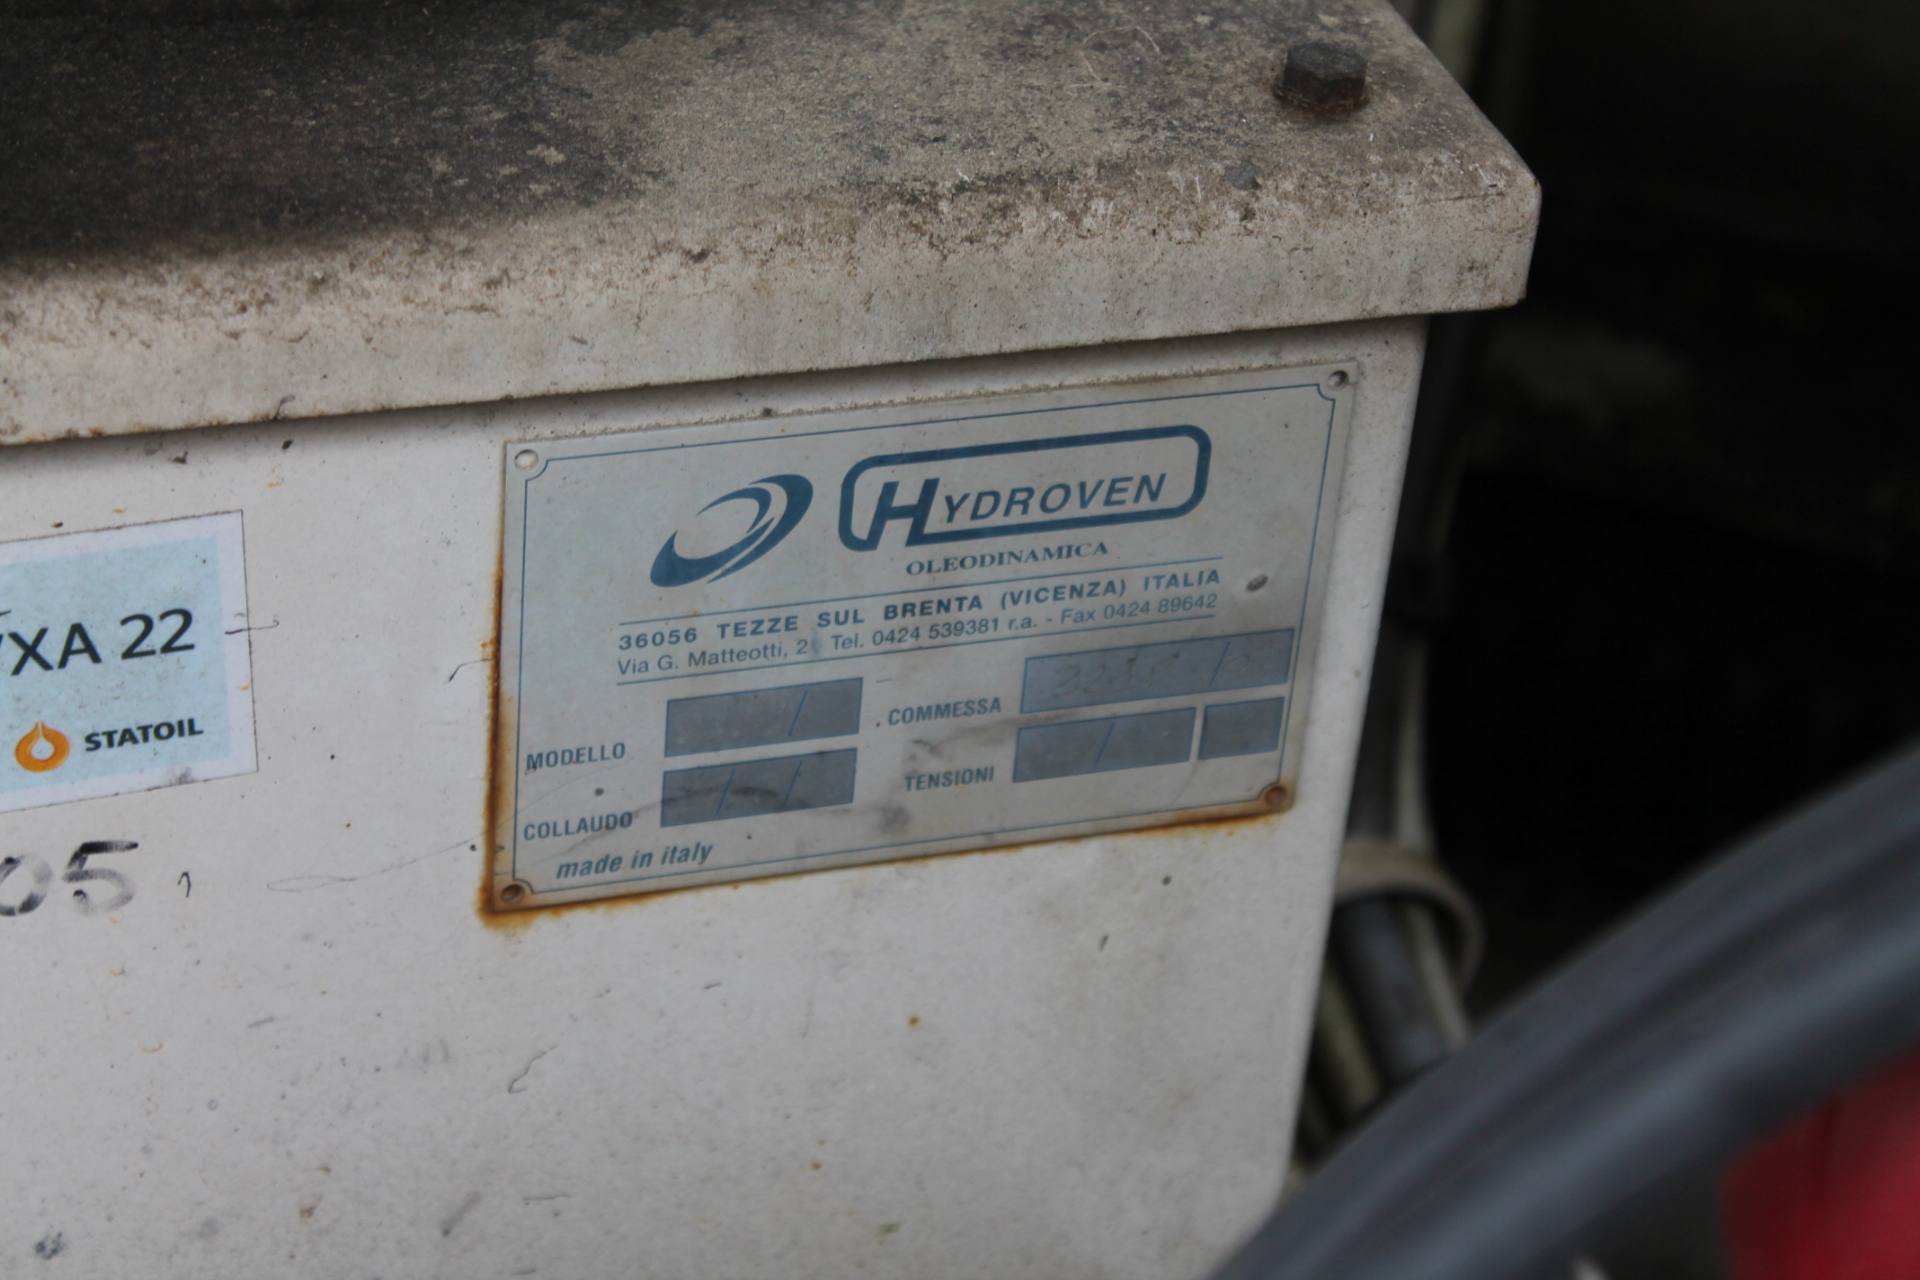 HYDROVEN
OLEODINAMICA
36056 TEZZE SUL BRENTA (VICENZA) ITALIA
Via G. Matteotti, 2 Tel. 0424 539381 r.a. - Fax 0424 89642
MODELLO / COMMESSA /
COLLAUDO / / TENSIONI /
made in italy
XA 22
STATOIL
05